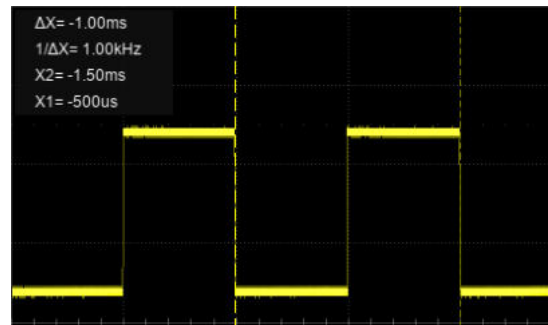 ΔX= -1.00ms
1/ΔX= 1.00kHz
X2= -1.50ms
X1= -500us